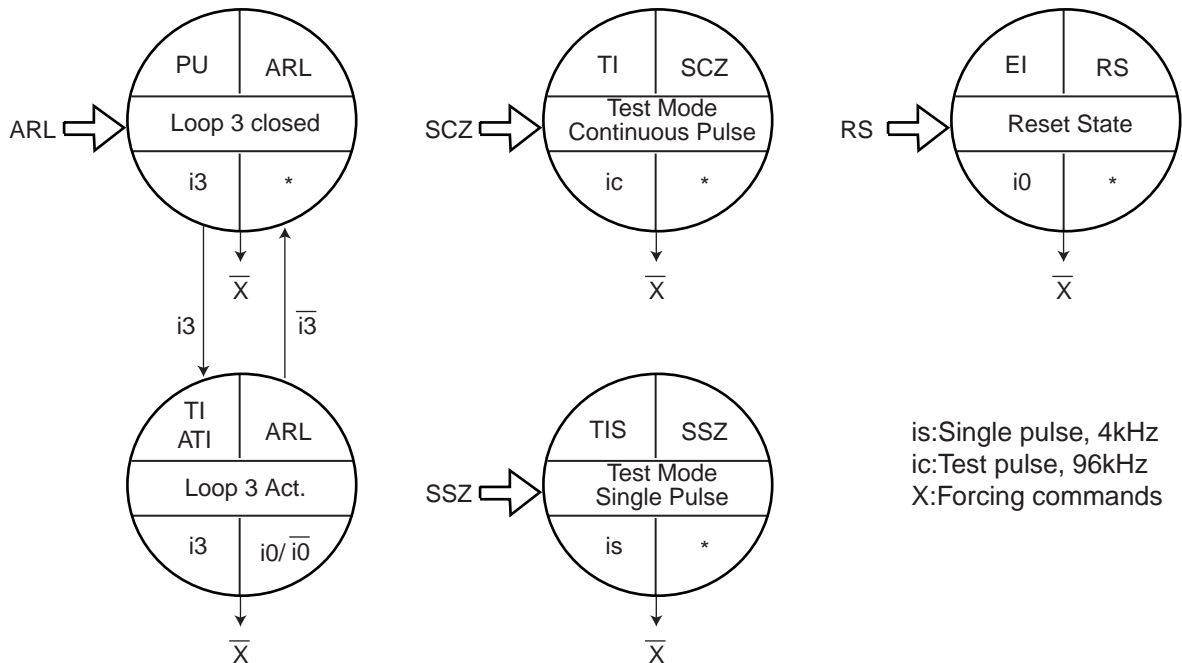 PU ARL
ARL
Loop 3 closed
i3 *
X̅
TI SCZ
SCZ
Test Mode
Continuous Pulse
ic *
X̅
EI RS
RS
Reset State
i0 *
X̅
i3 i̅3̅
TI
ATI
ARL
Loop 3 Act.
i3 i0/ i̅0̅
X̅
TIS SSZ
SSZ
Test Mode
Single Pulse
is *
X̅
is:Single pulse, 4kHz
ic:Test pulse, 96kHz
X:Forcing commands